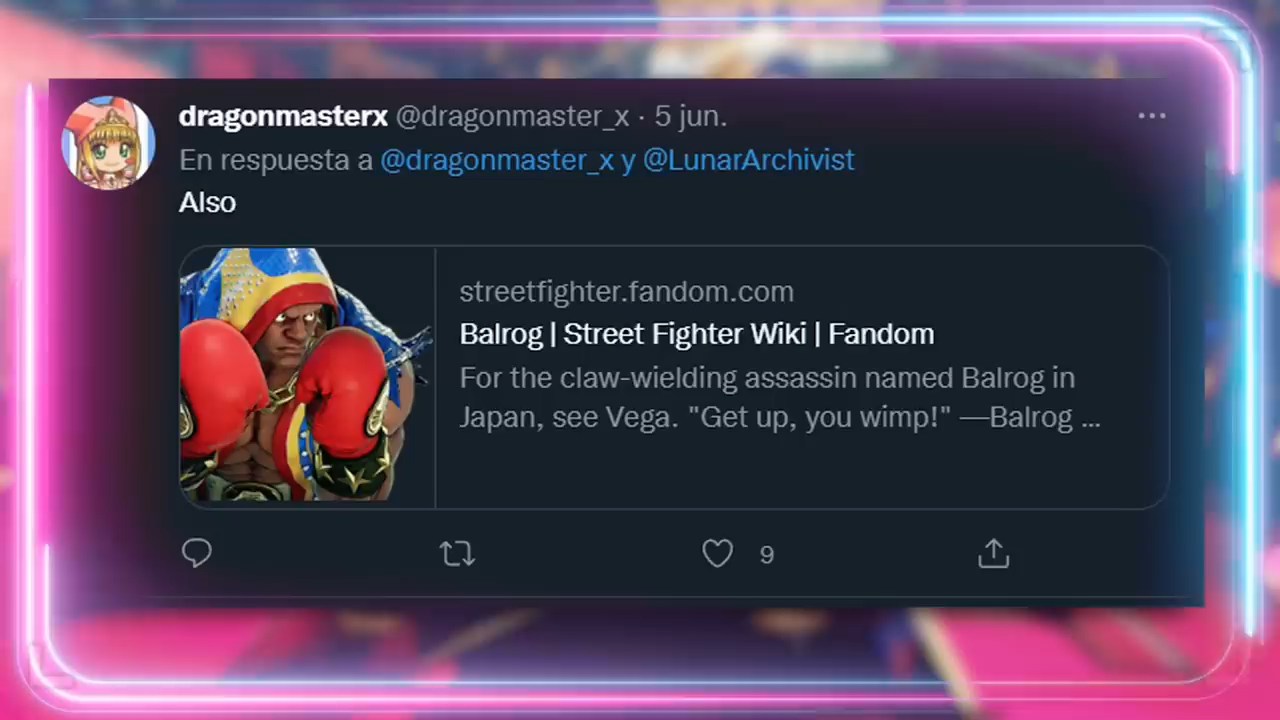 dragonmasterx @dragonmaster_x · 5 jun.
En respuesta a @dragonmaster_x y @LunarArchivist
Also
streetfighter.fandom.com
Balrog | Street Fighter Wiki | Fandom
For the claw-wielding assassin named Balrog in
Japan, see Vega. "Get up, you wimp!" —Balrog ...
9